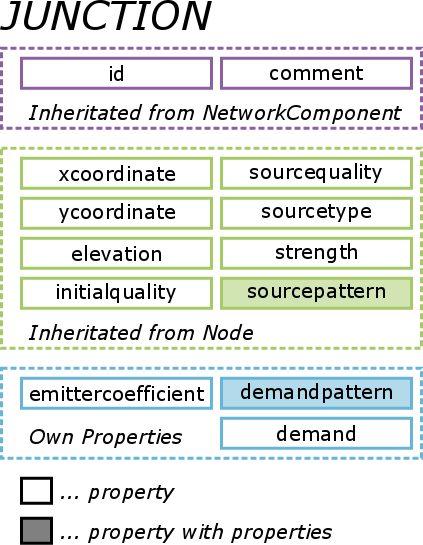 JUNCTION
id comment
Inheritated from NetworkComponent
xcoordinate sourcequality
ycoordinate sourcetype
elevation strength
initialquality sourcepattern
Inheritated from Node
emittercoefficient demandpattern
Own Properties demand
... property
... property with properties